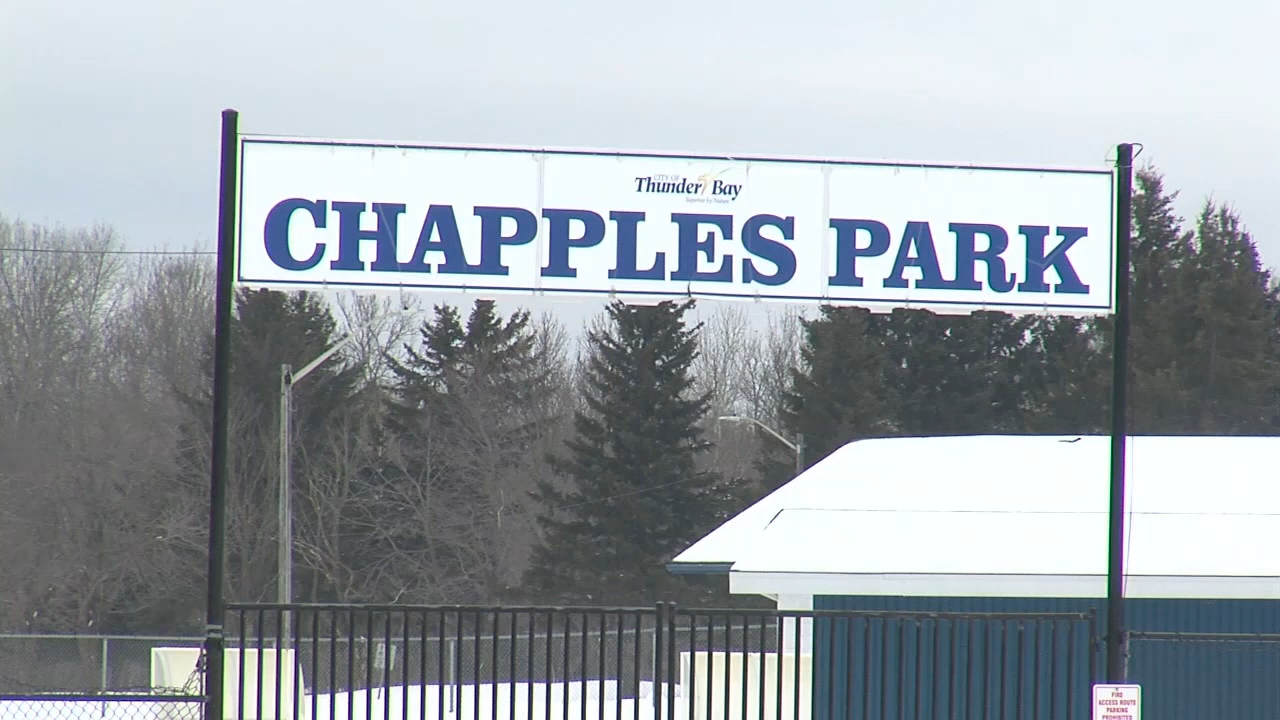 CITY OF
Thunder Bay
Superior by Nature
CHAPPLES PARK
FIRE
ACCESS ROUTE
PARKING
PROHIBITED